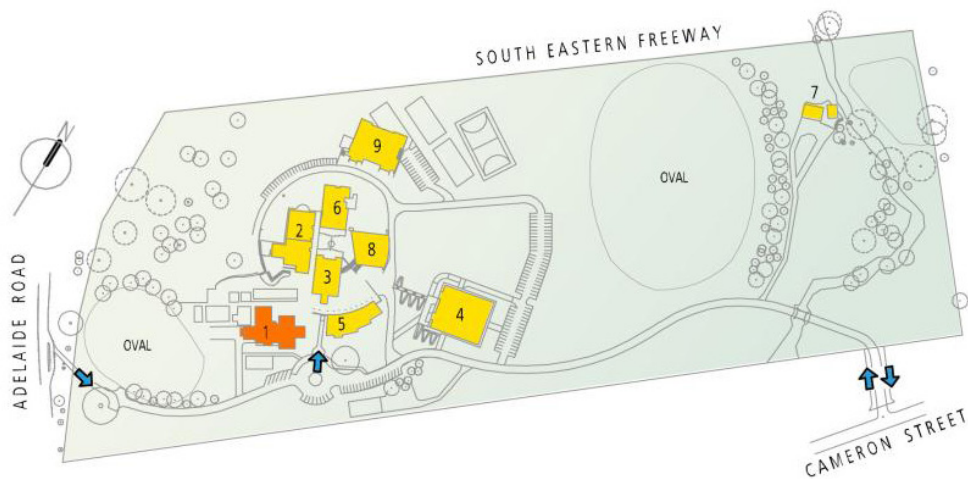 SOUTH EASTERN FREEWAY
7
N
9
OVAL
6
2
8
3
ADELAIDE ROAD
4
5
1
OVAL
CAMERON STREET